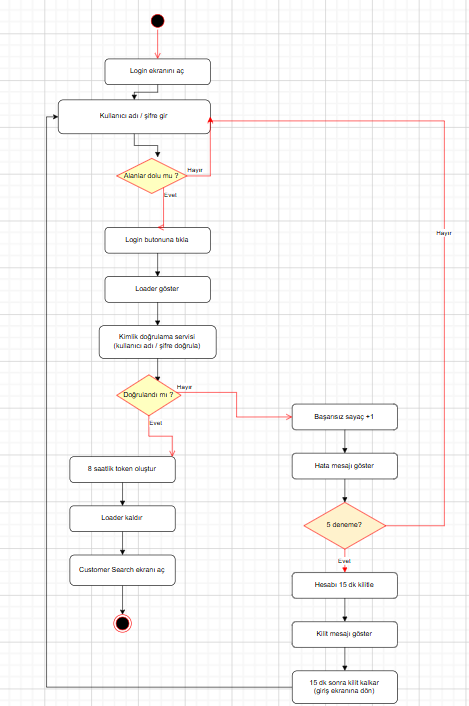 Login ekranını aç
Kullanıcı adı / şifre gir
Alanlar dolu mu ?
Hayır
Evet
Login butonuna tıkla
Loader göster
Kimlik doğrulama servisi
(kullanıcı adı / şifre doğrula)
Doğrulandı mı ?
Hayır
Evet
8 saatlik token oluştur
Loader kaldır
Customer Search ekranı aç
Başarısız sayaç +1
Hata mesajı göster
5 deneme?
Hayır
Evet
Hesabı 15 dk kilitle
Kilit mesajı göster
15 dk sonra kilit kalkar
(giriş ekranına dön)